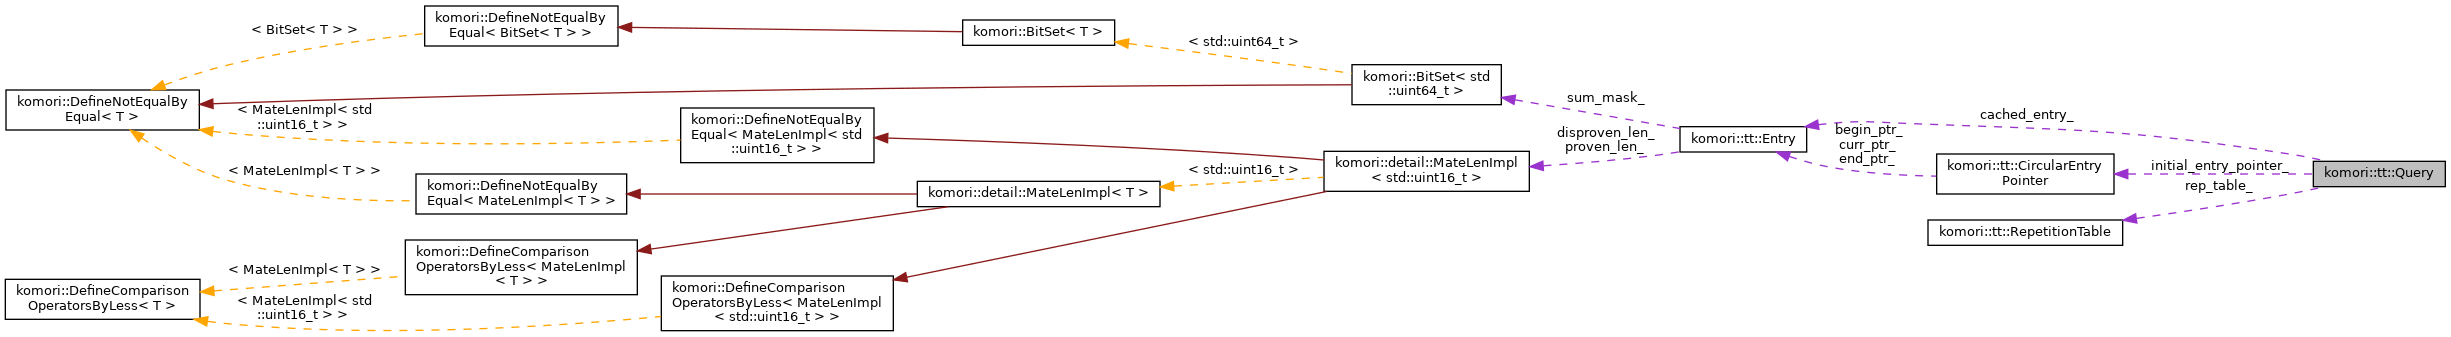 komori::DefineNotEqualBy
Equal< T >
< BitSet< T > >
komori::DefineNotEqualBy
Equal< BitSet< T > >
komori::BitSet< T >
< std::uint64_t >
komori::BitSet< std
::uint64_t >
< MateLenImpl< std
::uint16_t > >
komori::DefineNotEqualBy
Equal< MateLenImpl< std
::uint16_t > >
< MateLenImpl< T > >
komori::DefineNotEqualBy
Equal< MateLenImpl< T > >
komori::detail::MateLenImpl< T >
< std::uint16_t >
komori::detail::MateLenImpl
< std::uint16_t >
sum_mask_
disproven_len_
proven_len_
komori::tt::Entry
cached_entry_
begin_ptr_
curr_ptr_
end_ptr_
komori::tt::CircularEntry
Pointer
initial_entry_pointer_
rep_table_
komori::tt::Query
komori::tt::RepetitionTable
komori::DefineComparison
OperatorsByLess< T >
< MateLenImpl< T > >
komori::DefineComparison
OperatorsByLess< MateLenImpl
< T > >
< MateLenImpl< std
::uint16_t > >
komori::DefineComparison
OperatorsByLess< MateLenImpl
< std::uint16_t > >